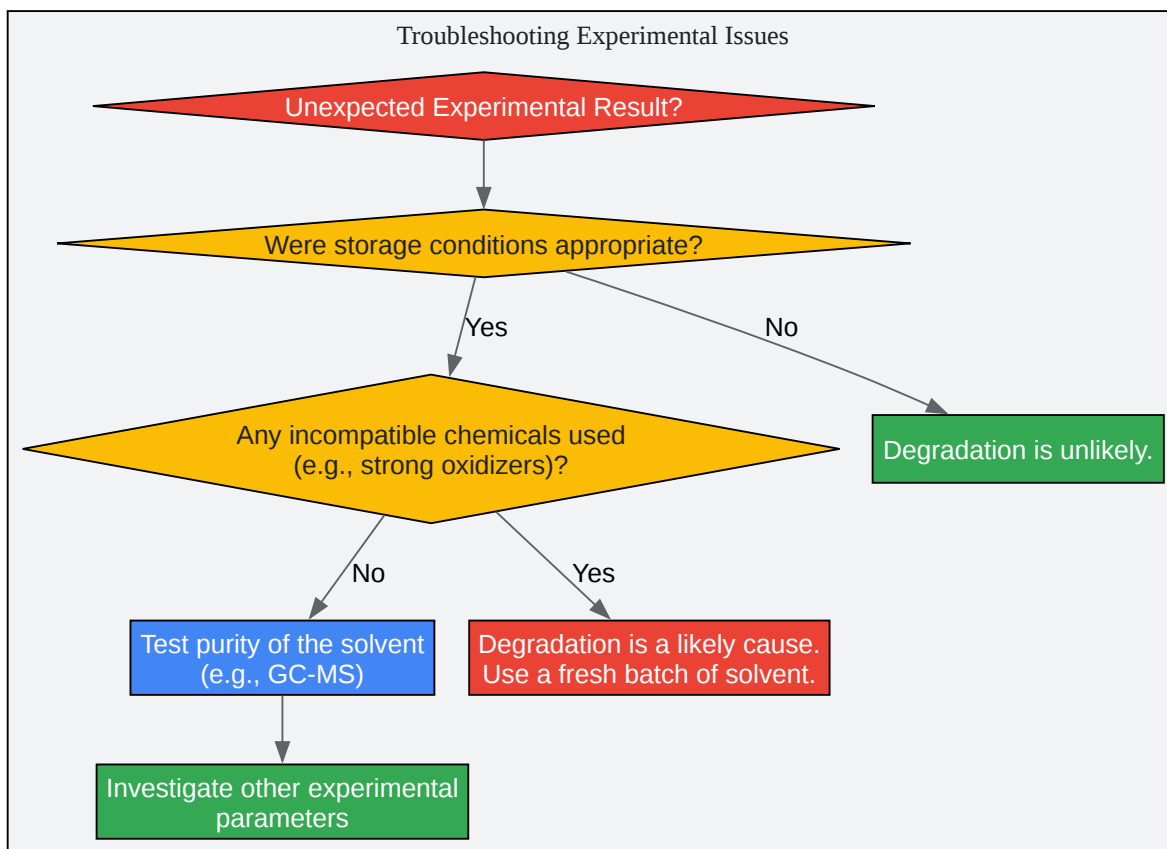 Troubleshooting Experimental Issues
Unexpected Experimental Result?
Were storage conditions appropriate?
Yes
No
Any incompatible chemicals used
(e.g., strong oxidizers)?
Degradation is unlikely.
No
Yes
Test purity of the solvent
(e.g., GC-MS)
Degradation is a likely cause.
Use a fresh batch of solvent.
Investigate other experimental
parameters